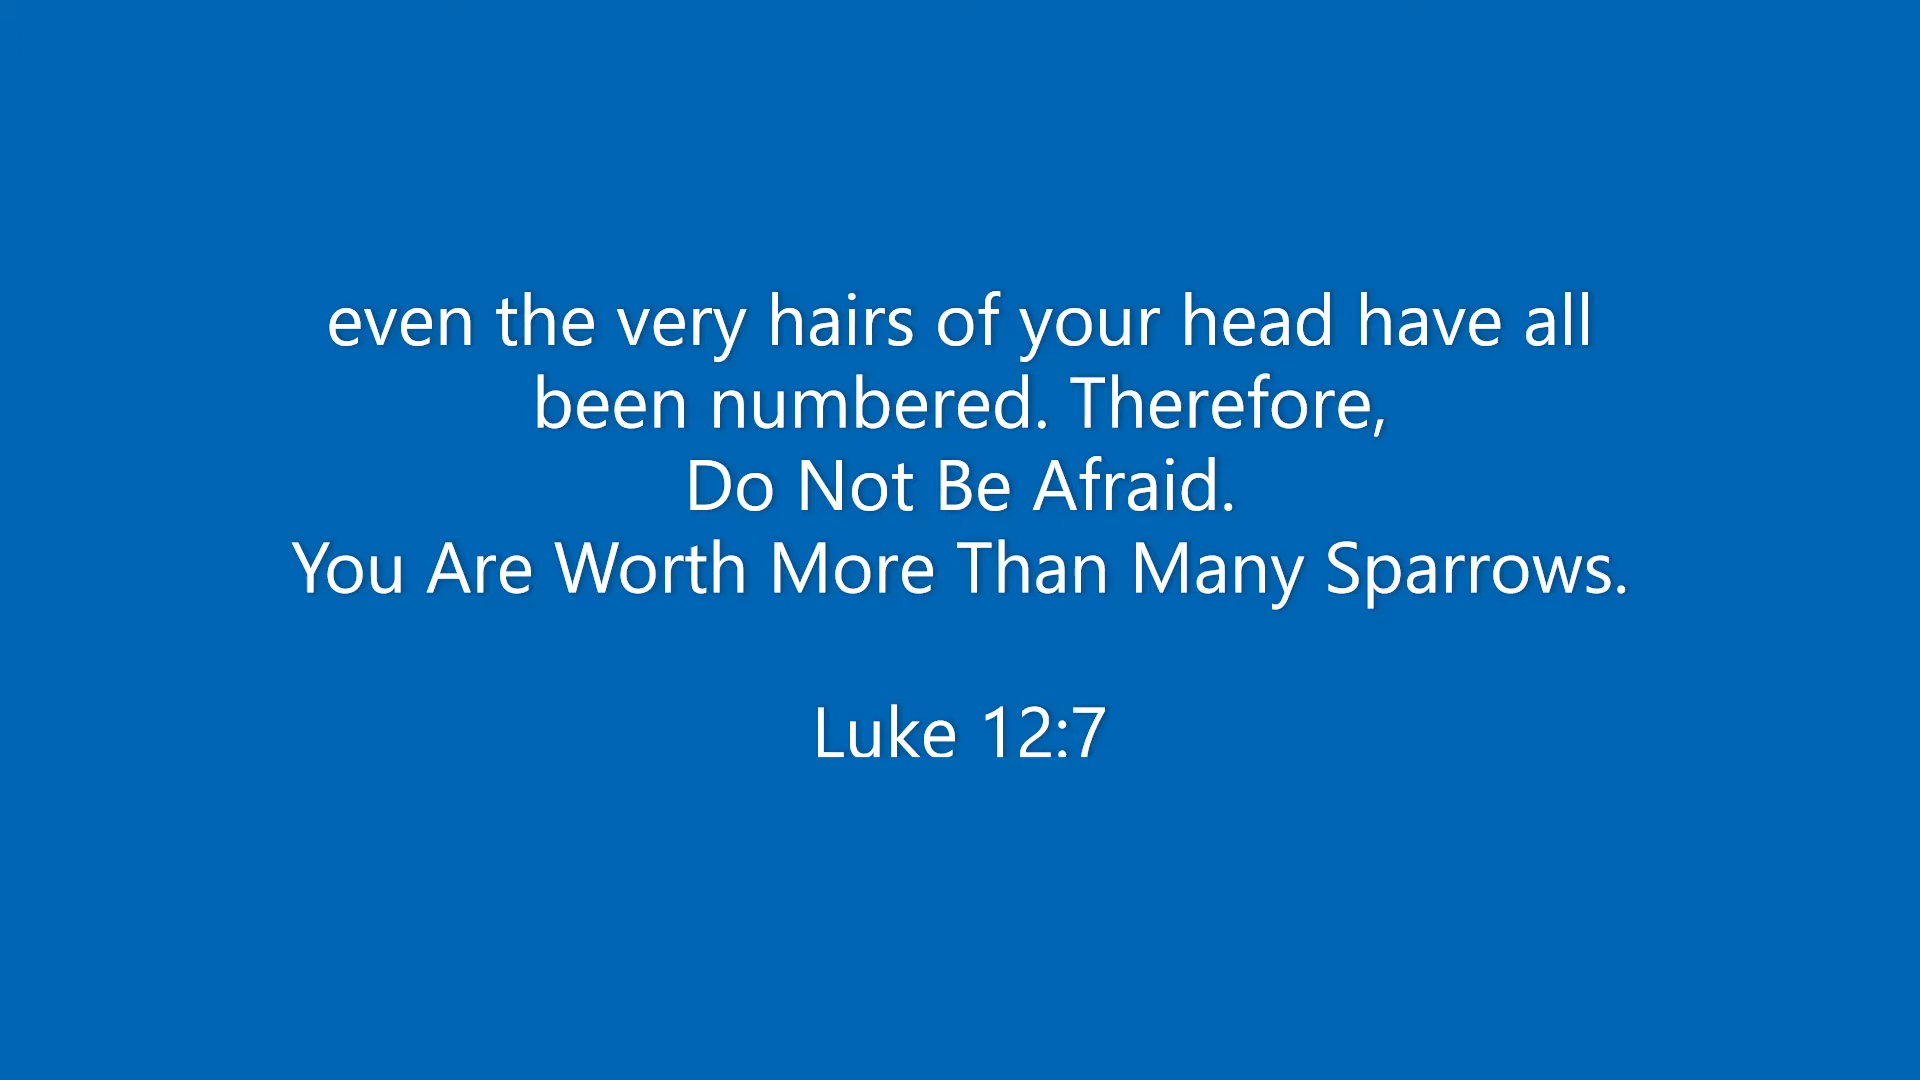 even the very hairs of your head have all
been numbered. Therefore,
Do Not Be Afraid.
You Are Worth More Than Many Sparrows.
Luke 12:7